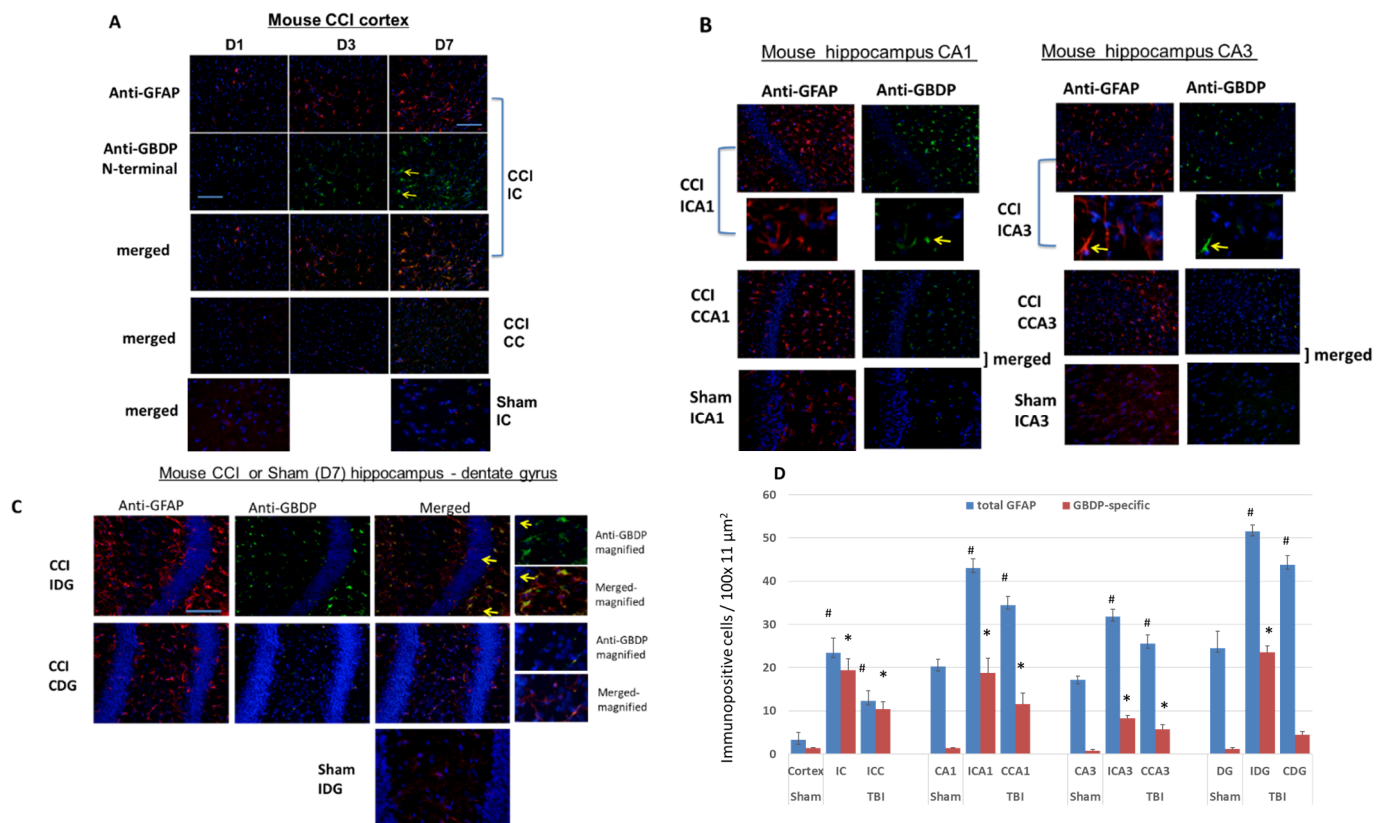 A
Mouse CCI cortex
D1 D3 D7
Anti-GFAP
Anti-GBDP
N-terminal
CCI
IC
merged
merged
CCI
CC
merged
Sham
IC
B
Mouse hippocampus CA1
Anti-GFAP Anti-GBDP
CCI
ICA1
CCI
CCA1
] merged
Sham
ICA1
Mouse hippocampus CA3
Anti-GFAP Anti-GBDP
CCI
ICA3
CCI
CCA3
] merged
Sham
ICA3
Mouse CCI or Sham (D7) hippocampus - dentate gyrus
C
Anti-GFAP Anti-GBDP Merged
CCI
IDG
Anti-GBDP
magnified
Merged-
magnified
CCI
CDG
Anti-GBDP
magnified
Merged-
magnified
Sham
IDG
D
total GFAP GBDP-specific
Immunopositive cells / 100x 11 µm²
60
50
40
30
20
10
0
# * # * # * # * # * # * # * #
Cortex IC ICC CA1 ICA1 CCA1 CA3 ICA3 CCA3 DG IDG CDG
Sham TBI Sham TBI Sham TBI Sham TBI